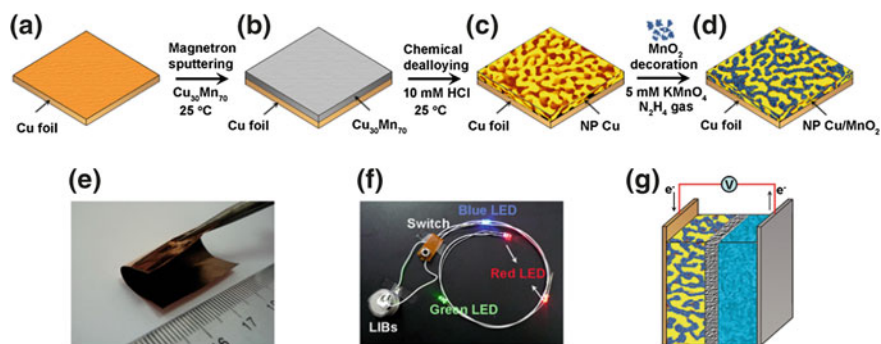 (a)
Magnetron
sputtering
Cu₃₀Mn₇₀
25 °C
Cu foil
(b)
Chemical
dealloying
10 mM HCl
25 °C
Cu foil
Cu₃₀Mn₇₀
(c)
MnO₂
decoration
5 mM KMnO₄
N₂H₄ gas
Cu foil
NP Cu
(d)
Cu foil
NP Cu/MnO₂
(e)
16 17
(f)
Blue LED
Switch
Red LED
Green LED
LIBs
(g)
V
e⁻
e⁻